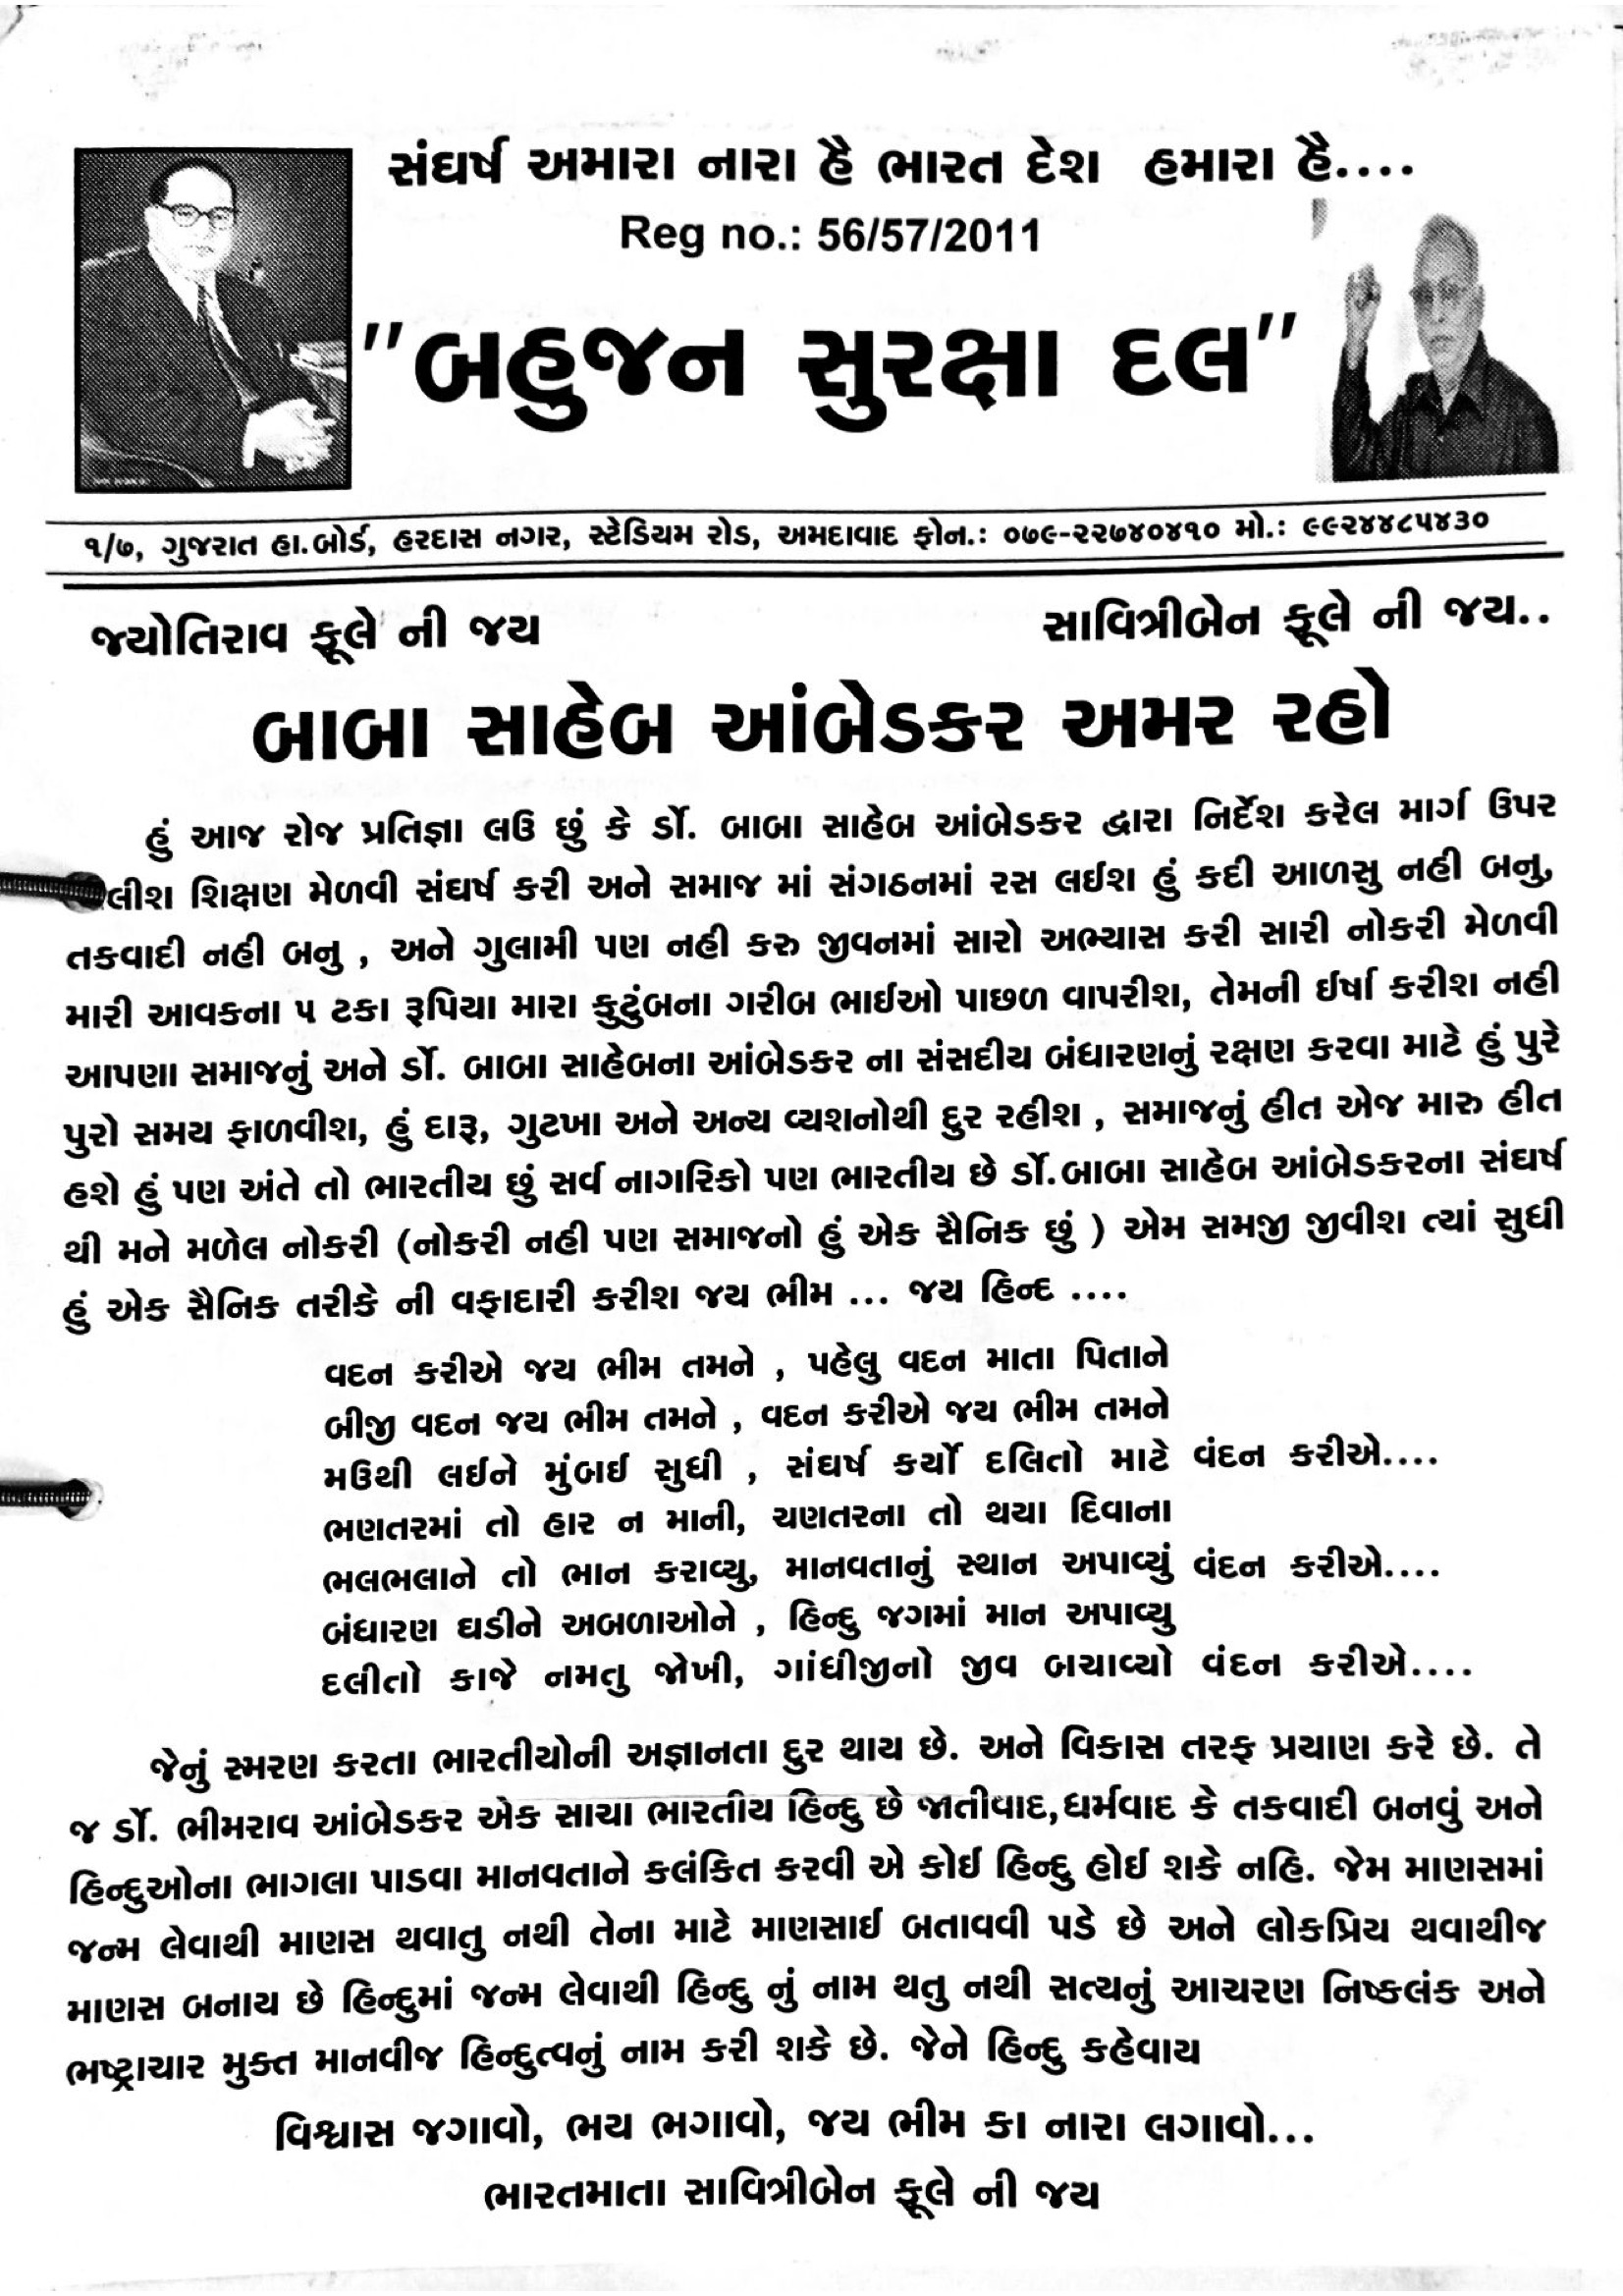 સંઘર્ષ અમારા નારા હૈ ભારત દેશ હમારા હૈ....
Reg no.: 56/57/2011
"બહુજન સુરક્ષા દલ"
૧/૭, ગુજરાત હા.બોર્ડ, હરદાસ નગર, સ્ટેડિયમ રોડ, અમદાવાદ ફોન.: ૦૭૯-૨૨૭૪૦૪૧૦ મો.: ૯૯૨૪૪૮૫૪૩૦
જ્યોતિરાવ ફૂલે ની જય સાવિત્રીબેન ફૂલે ની જય..
બાબા સાહેબ આંબેડકર અમર રહો
હું આજ રોજ પ્રતિજ્ઞા લઉ છું કે ર્ડો. બાબા સાહેબ આંબેડકર દ્વારા નિર્દેશ કરેલ માર્ગ ઉપર
લીશ શિક્ષણ મેળવી સંઘર્ષ કરી અને સમાજ માં સંગઠનમાં રસ લઈશ હું કદી આળસુ નહી બનુ,
તકવાદી નહી બનુ , અને ગુલામી પણ નહી કરુ જીવનમાં સારો અભ્યાસ કરી સારી નોકરી મેળવી
મારી આવકના ૫ ટકા રૂપિયા મારા કુટુંબના ગરીબ ભાઈઓ પાછળ વાપરીશ, તેમની ઈર્ષા કરીશ નહી
આપણા સમાજનું અને ર્ડો. બાબા સાહેબના આંબેડકર ના સંસદીય બંધારણનું રક્ષણ કરવા માટે હું પુરે
પુરો સમય ફાળવીશ, હું દારૂ, ગુટખા અને અન્ય વ્યશનોથી દુર રહીશ , સમાજનું હીત એજ મારુ હીત
હશે હું પણ અંતે તો ભારતીય છું સર્વ નાગરિકો પણ ભારતીય છે ર્ડો.બાબા સાહેબ આંબેડકરના સંઘર્ષ
થી મને મળેલ નોકરી (નોકરી નહી પણ સમાજનો હું એક સૈનિક છું ) એમ સમજી જીવીશ ત્યાં સુધી
હું એક સૈનિક તરીકે ની વફાદારી કરીશ જય ભીમ ... જય હિન્દ ....
વદન કરીએ જય ભીમ તમને , પહેલુ વદન માતા પિતાને
બીજી વદન જય ભીમ તમને , વદન કરીએ જય ભીમ તમને
મઉથી લઈને મુંબાઈ સુધી , સંઘર્ષ કર્યો દલિતો માટે વંદન કરીએ....
ભણતરમાં તો હાર ન માની, ચણતરના તો થયા દિવાના
ભલભલાને તો ભાન કરાવ્યુ, માનવતાનું સ્થાન અપાવ્યું વંદન કરીએ....
બંધારણ ઘડીને અબળાઓને , હિન્દુ જગમાં માન અપાવ્યુ
દલીતો કાજે નમતુ જોખી, ગાંધીજીનો જીવ બચાવ્યો વંદન કરીએ....
જેનું સ્મરણ કરતા ભારતીયોની અજ્ઞાનતા દુર થાય છે. અને વિકાસ તરફ પ્રયાણ કરે છે. તે
જ ર્ડો. ભીમરાવ આંબેડકર એક સાચા ભારતીય હિન્દુ છે જાતીવાદ,ધર્મવાદ કે તકવાદી બનવું અને
હિન્દુઓના ભાગલા પાડવા માનવતાને કલંકિત કરવી એ કોઈ હિન્દુ હોઈ શકે નહિ. જેમ માણસમાં
જન્મ લેવાથી માણસ થવાતુ નથી તેના માટે માણસાઈ બતાવવી પડે છે અને લોકપ્રિય થવાથીજ
માણસ બનાય છે હિન્દુમાં જન્મ લેવાથી હિન્દુ નું નામ થતુ નથી સત્યનું આચરણ નિષ્કલંક અને
ભષ્ટ્રાચાર મુક્ત માનવીજ હિન્દુત્વનું નામ કરી શકે છે. જેને હિન્દુ કહેવાય
વિશ્વાસ જગાવો, ભય ભગાવો, જય ભીમ કા નારા લગાવો...
ભારતમાતા સાવિત્રીબેન ફૂલે ની જય